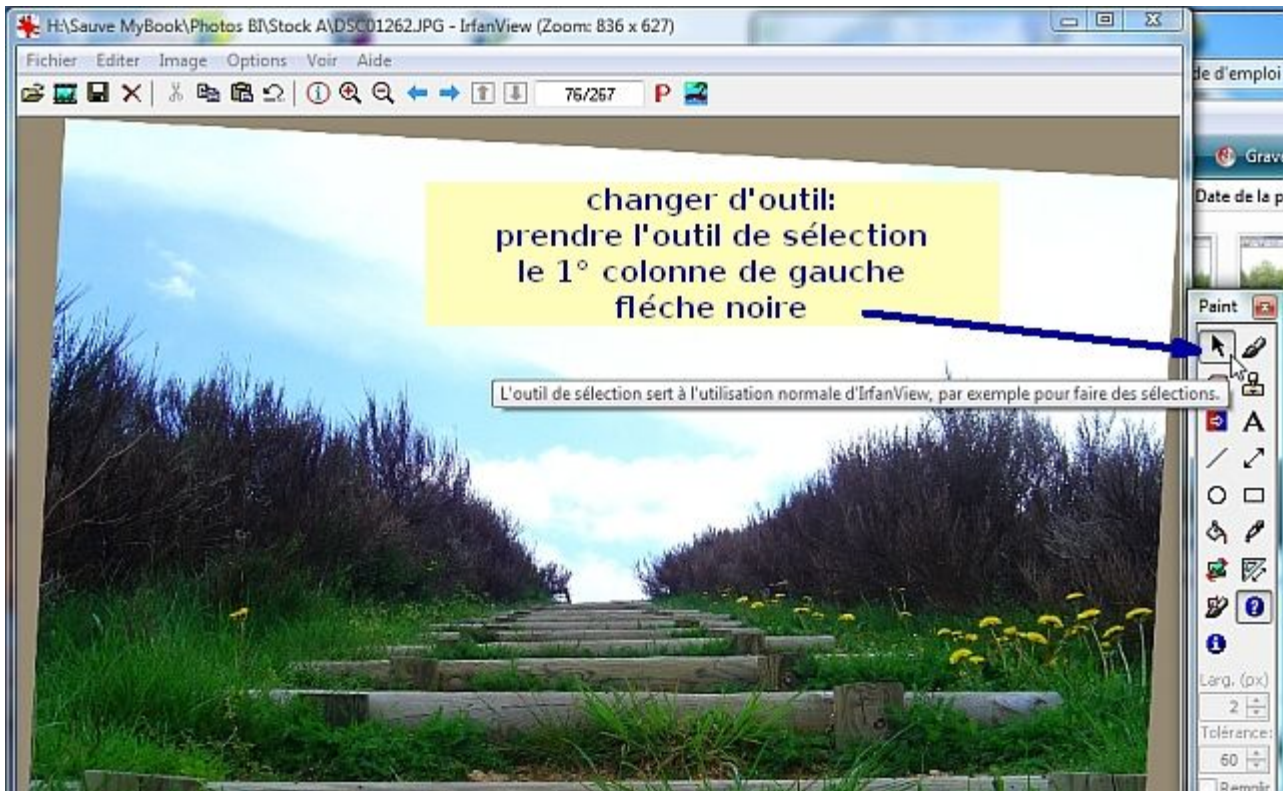 H:\Sauve MyBook\Photos BI\Stock A\DSC01262.JPG - IrfanView (Zoom: 836 x 627)
Fichier Editer Image Options Voir Aide
de d'emploi
76/267 P
Grav
Date de la p
changer d'outil:
prendre l'outil de sélection
le 1° colonne de gauche
fléche noire
Paint
L'outil de sélection sert à l'utilisation normale d'IrfanView, par exemple pour faire des sélections.
A
Larg. (px)
2
Tolérance:
60
Remplir